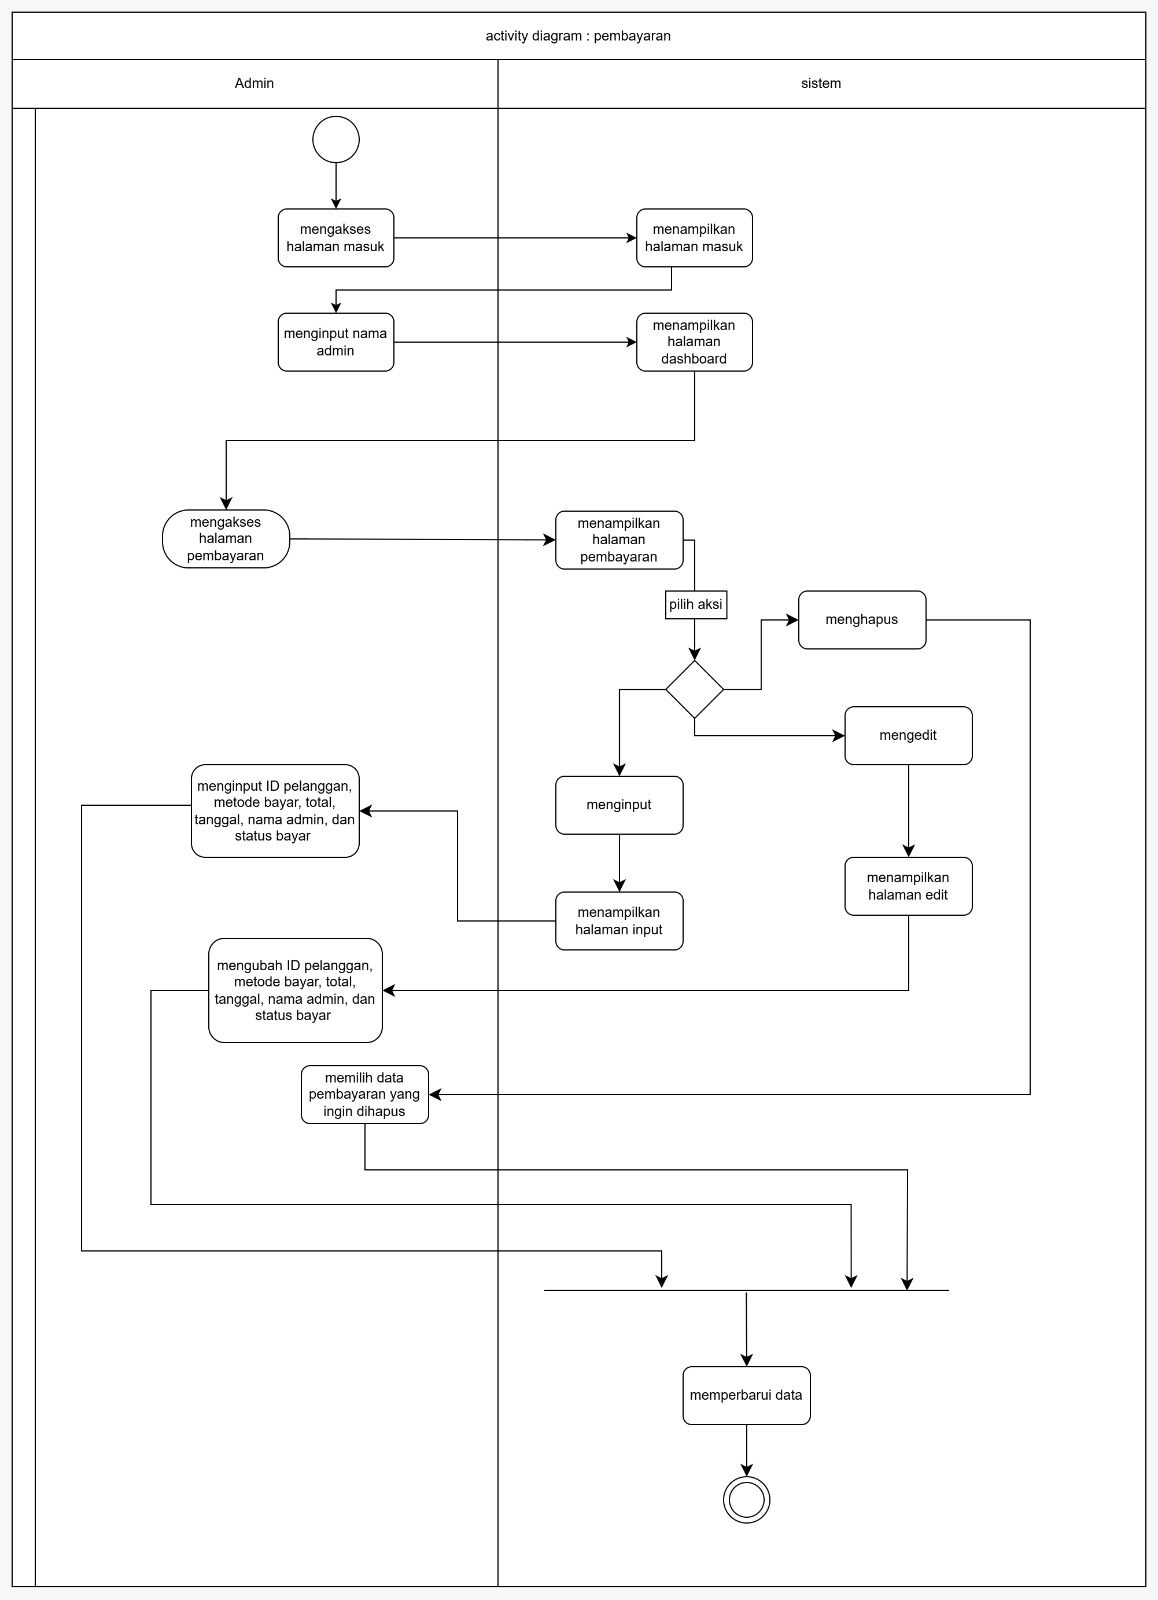 activity diagram : pembayaran
Admin
sistem
mengakses
halaman masuk
menampilkan
halaman masuk
menginput nama
admin
menampilkan
halaman
dashboard
mengakses
halaman
pembayaran
menampilkan
halaman
pembayaran
pilih aksi
menghapus
mengedit
menginput ID pelanggan,
metode bayar, total,
tanggal, nama admin, dan
status bayar
menginput
menampilkan
halaman edit
menampilkan
halaman input
mengubah ID pelanggan,
metode bayar, total,
tanggal, nama admin, dan
status bayar
memilih data
pembayaran yang
ingin dihapus
memperbarui data